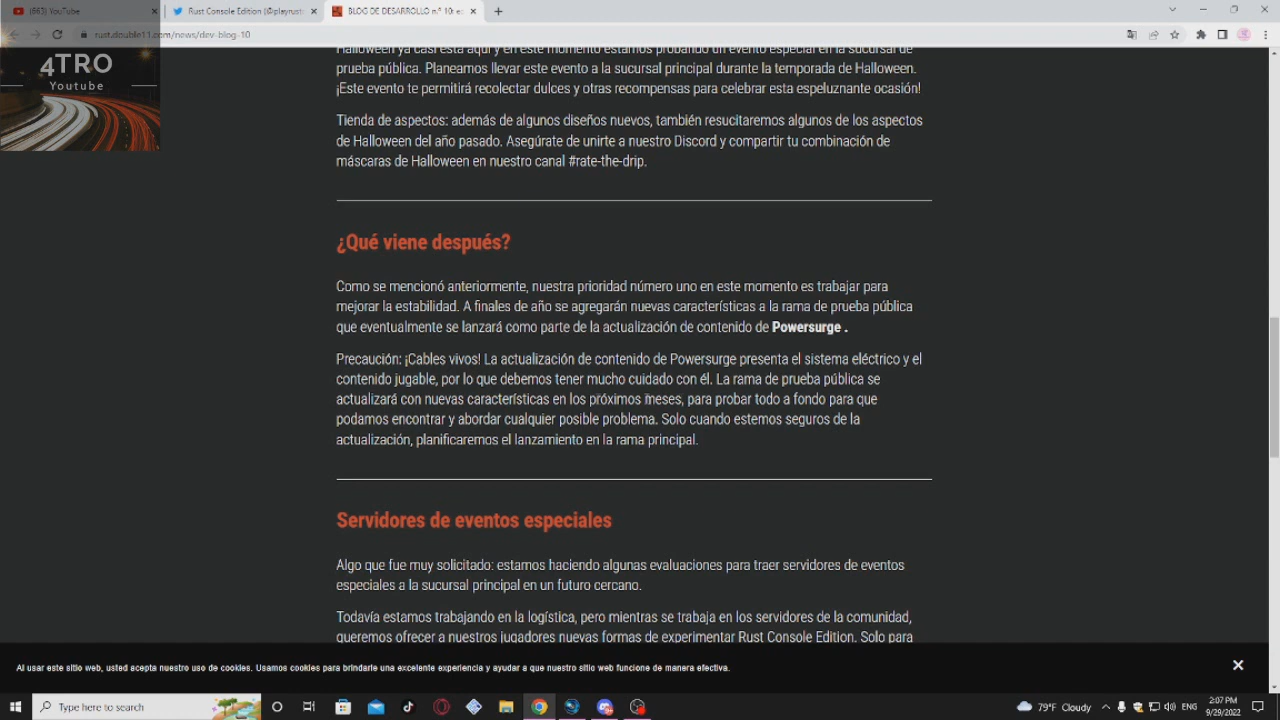 (663) YouTube
Rust Console Edition (@playrust
BLOG DE DESARROLLO n.º 10: e
rust.double11.com/news/dev-blog-10
4TRO
Youtube
Halloween ya casi está aquí y en este momento estamos probando un evento especial en la sucursal de
prueba pública. Planeamos llevar este evento a la sucursal principal durante la temporada de Halloween.
¡Este evento te permitirá recolectar dulces y otras recompensas para celebrar esta espeluznante ocasión!
Tienda de aspectos: además de algunos diseños nuevos, también resucitaremos algunos de los aspectos
de Halloween del año pasado. Asegúrate de unirte a nuestro Discord y compartir tu combinación de
máscaras de Halloween en nuestro canal #rate-the-drip.
¿Qué viene después?
Como se mencionó anteriormente, nuestra prioridad número uno en este momento es trabajar para
mejorar la estabilidad. A finales de año se agregarán nuevas características a la rama de prueba pública
que eventualmente se lanzará como parte de la actualización de contenido de Powersurge .
Precaución: ¡Cables vivos! La actualización de contenido de Powersurge presenta el sistema eléctrico y el
contenido jugable, por lo que debemos tener mucho cuidado con él. La rama de prueba pública se
actualizará con nuevas características en los próximos meses, para probar todo a fondo para que
podamos encontrar y abordar cualquier posible problema. Solo cuando estemos seguros de la
actualización, planificaremos el lanzamiento en la rama principal.
Servidores de eventos especiales
Algo que fue muy solicitado: estamos haciendo algunas evaluaciones para traer servidores de eventos
especiales a la sucursal principal en un futuro cercano.
Todavía estamos trabajando en la logística, pero mientras se trabaja en los servidores de la comunidad,
queremos ofrecer a nuestros jugadores nuevas formas de experimentar Rust Console Edition. Solo para
Al usar este sitio web, usted acepta nuestro uso de cookies. Usamos cookies para brindarle una excelente experiencia y ayudar a que nuestro sitio web funcione de manera efectiva.
Type here to search
79°F Cloudy
ENG
2:07 PM
9/29/2022